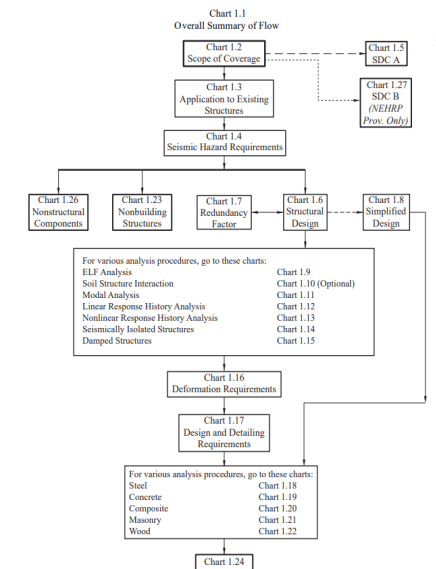 Chart 1.1
Overall Summary of Flow
Chart 1.2
Scope of Coverage
Chart 1.5
SDC A
Chart 1.27
SDC B
(NEHRP
Prov. Only)
Chart 1.3
Application to Existing
Structures
Chart 1.4
Seismic Hazard Requirements
Chart 1.26
Nonstructural
Components
Chart 1.23
Nonbuilding
Structures
Chart 1.7
Redundancy
Factor
Chart 1.6
Structural
Design
Chart 1.8
Simplified
Design
For various analysis procedures, go to these charts:
ELF Analysis Chart 1.9
Soil Structure Interaction Chart 1.10 (Optional)
Modal Analysis Chart 1.11
Linear Response History Analysis Chart 1.12
Nonlinear Response History Analysis Chart 1.13
Seismically Isolated Structures Chart 1.14
Damped Structures Chart 1.15
Chart 1.16
Deformation Requirements
Chart 1.17
Design and Detailing
Requirements
For various analysis procedures, go to these charts:
Steel Chart 1.18
Concrete Chart 1.19
Composite Chart 1.20
Masonry Chart 1.21
Wood Chart 1.22
Chart 1.24